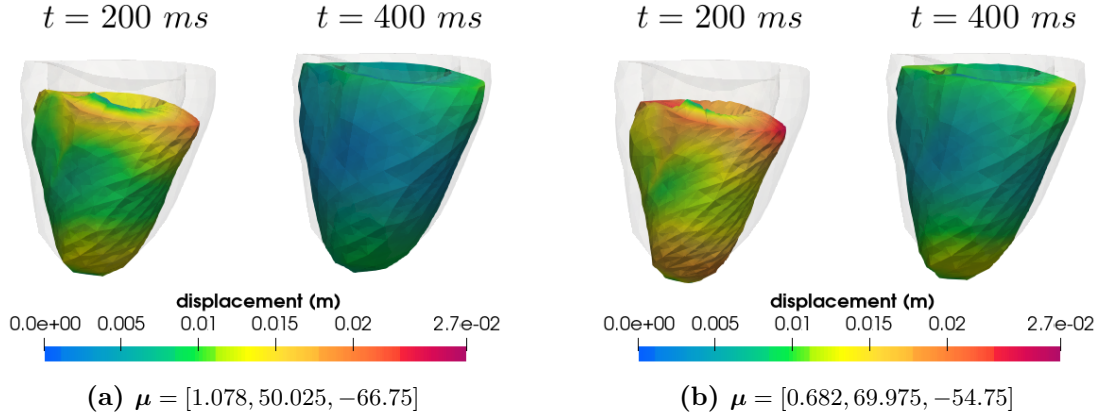 t = 200 ms t = 400 ms t = 200 ms t = 400 ms
displacement (m) displacement (m)
0.0e+00 0.005 0.01 0.015 0.02 2.7e-02 0.0e+00 0.005 0.01 0.015 0.02 2.7e-02
(a) μ = [1.078, 50.025, −66.75] (b) μ = [0.682, 69.975, −54.75]